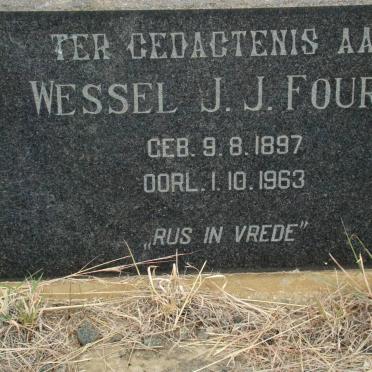 TER GEDACTENIS AA
WESSEL J. J. FOUR
GEB. 9. 8. 1897
OORL. 1. 10. 1963
„RUS IN VREDE”